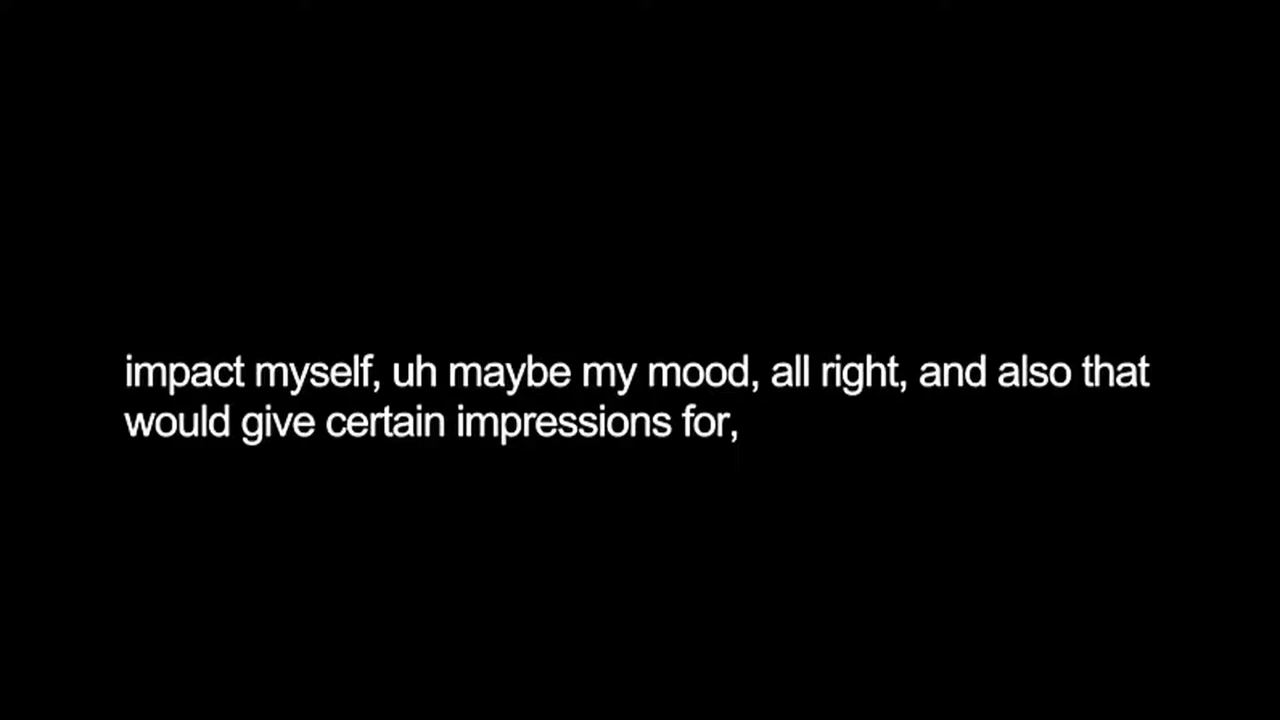 impact myself, uh maybe my mood, all right, and also that
would give certain impressions for,